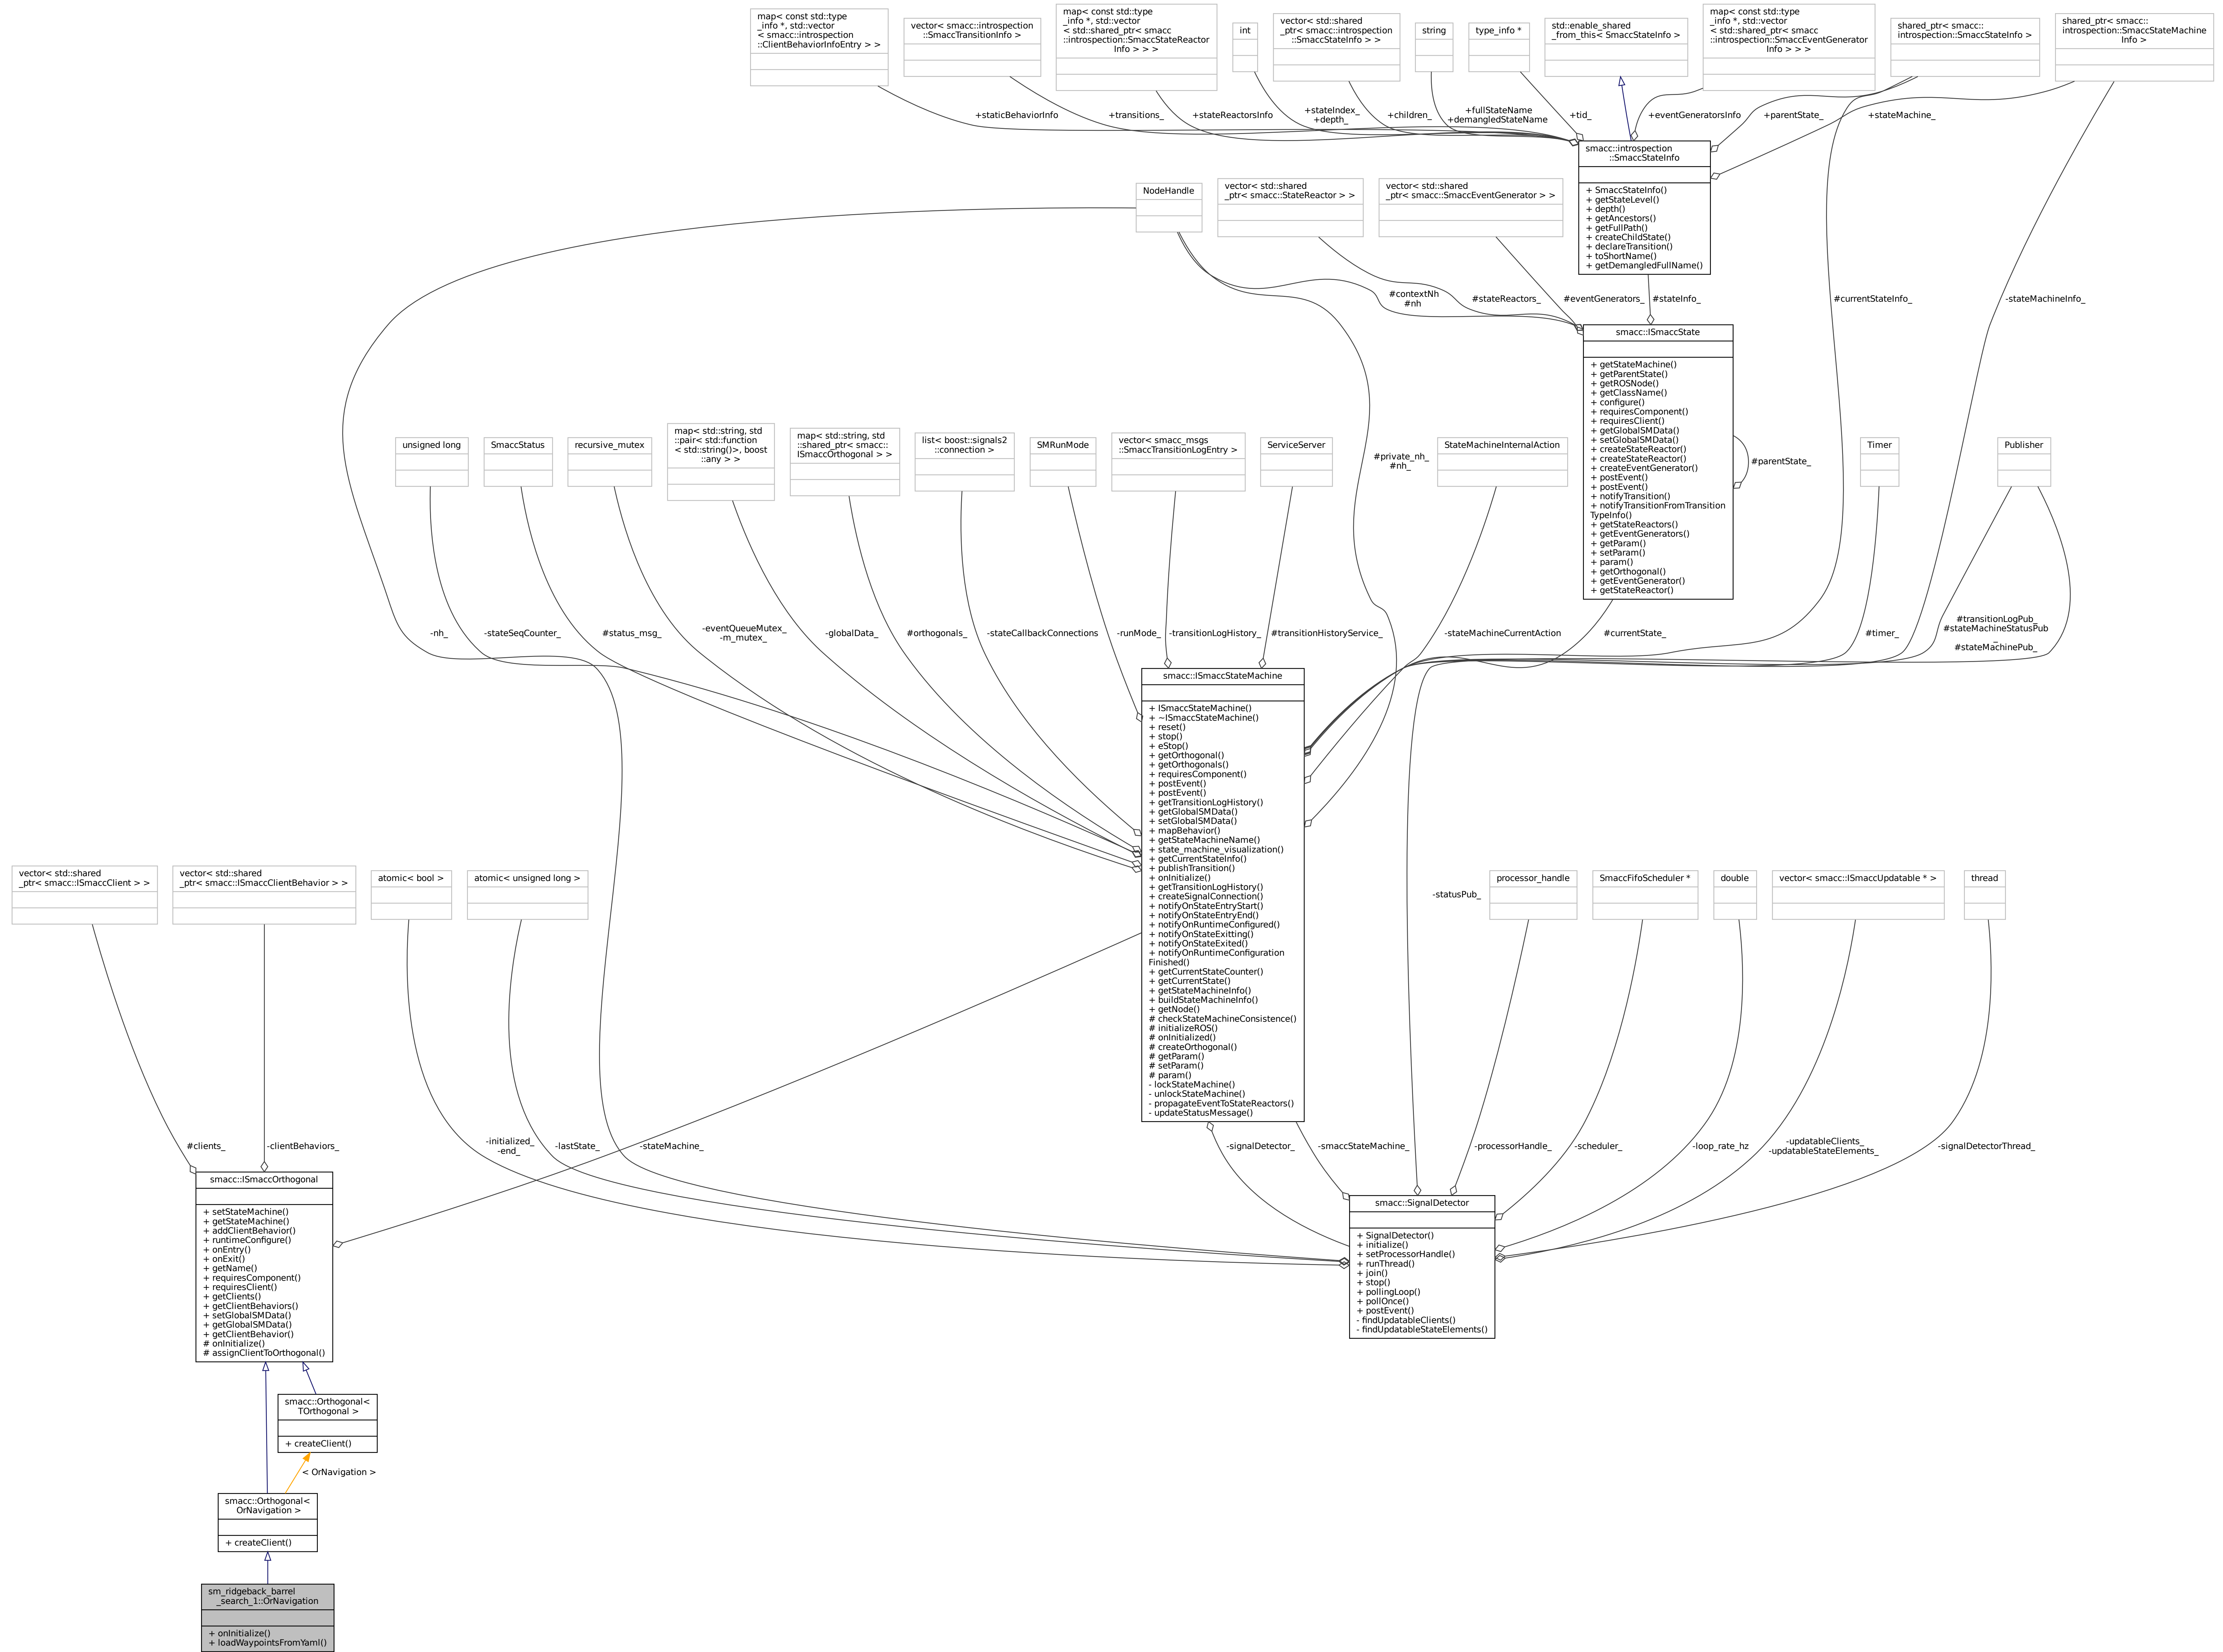 map< const std::type
_info *, std::vector
< smacc::introspection
::ClientBehaviorInfoEntry > >
vector< smacc::introspection
::SmaccTransitionInfo >
map< const std::type
_info *, std::vector
< std::shared_ptr< smacc
::introspection::SmaccStateReactor
Info > > >
int
vector< std::shared
_ptr< smacc::introspection
::SmaccStateInfo > >
string
type_info *
std::enable_shared
_from_this< SmaccStateInfo >
map< const std::type
_info *, std::vector
< std::shared_ptr< smacc
::introspection::SmaccEventGenerator
Info > > >
shared_ptr< smacc::
introspection::SmaccStateInfo >
shared_ptr< smacc::
introspection::SmaccStateMachine
Info >
+staticBehaviorInfo
+transitions_
+stateReactorsInfo
+stateIndex_
+depth_
+children_
+fullStateName
+demangledStateName
+tid_
+eventGeneratorsInfo
+parentState_
+stateMachine_
smacc::introspection
::SmaccStateInfo
+ SmaccStateInfo()
+ getStateLevel()
+ depth()
+ getAncestors()
+ getFullPath()
+ createChildState()
+ declareTransition()
+ toShortName()
+ getDemangledFullName()
NodeHandle
vector< std::shared
_ptr< smacc::StateReactor > >
vector< std::shared
_ptr< smacc::SmaccEventGenerator > >
#contextNh
#nh
#stateReactors_
#eventGenerators_
#stateInfo_
#currentStateInfo_
-stateMachineInfo_
smacc::ISmaccState
+ getStateMachine()
+ getParentState()
+ getROSNode()
+ getClassName()
+ configure()
+ requiresComponent()
+ requiresClient()
+ getGlobalSMData()
+ setGlobalSMData()
+ createStateReactor()
+ createStateReactor()
+ createEventGenerator()
+ postEvent()
+ postEvent()
+ notifyTransition()
+ notifyTransitionFromTransition
TypeInfo()
+ getStateReactors()
+ getEventGenerators()
+ getParam()
+ setParam()
+ param()
+ getOrthogonal()
+ getEventGenerator()
+ getStateReactor()
#parentState_
unsigned long
SmaccStatus
recursive_mutex
map< std::string, std
::pair< std::function
< std::string()>, boost
::any > >
map< std::string, std
::shared_ptr< smacc::
ISmaccOrthogonal > >
list< boost::signals2
::connection >
SMRunMode
vector< smacc_msgs
::SmaccTransitionLogEntry >
ServiceServer
#private_nh_
#nh_
StateMachineInternalAction
Timer
Publisher
-nh_
-stateSeqCounter_
#status_msg_
-eventQueueMutex_
-m_mutex_
-globalData_
#orthogonals_
-stateCallbackConnections
-runMode_
-transitionLogHistory_
#transitionHistoryService_
-stateMachineCurrentAction
#currentState_
#timer_
#transitionLogPub_
#stateMachineStatusPub
_
#stateMachinePub_
smacc::ISmaccStateMachine
+ ISmaccStateMachine()
+ ~ISmaccStateMachine()
+ reset()
+ stop()
+ eStop()
+ getOrthogonal()
+ getOrthogonals()
+ requiresComponent()
+ postEvent()
+ postEvent()
+ getTransitionLogHistory()
+ getGlobalSMData()
+ setGlobalSMData()
+ mapBehavior()
+ getStateMachineName()
+ state_machine_visualization()
+ getCurrentStateInfo()
+ publishTransition()
+ onInitialize()
+ getTransitionLogHistory()
+ createSignalConnection()
+ notifyOnStateEntryStart()
+ notifyOnStateEntryEnd()
+ notifyOnRuntimeConfigured()
+ notifyOnStateExitting()
+ notifyOnStateExited()
+ notifyOnRuntimeConfiguration
Finished()
+ getCurrentStateCounter()
+ getCurrentState()
+ getStateMachineInfo()
+ buildStateMachineInfo()
+ getNode()
# checkStateMachineConsistence()
# initializeROS()
# onInitialized()
# createOrthogonal()
# getParam()
# setParam()
# param()
- lockStateMachine()
- unlockStateMachine()
- propagateEventToStateReactors()
- updateStatusMessage()
vector< std::shared
_ptr< smacc::ISmaccClient > >
vector< std::shared
_ptr< smacc::ISmaccClientBehavior > >
atomic< bool >
atomic< unsigned long >
-statusPub_
processor_handle
SmaccFifoScheduler *
double
vector< smacc::ISmaccUpdatable * >
thread
#clients_
-clientBehaviors_
-initialized_
-end_
-lastState_
-stateMachine_
-signalDetector_
-smaccStateMachine_
-processorHandle_
-scheduler_
-loop_rate_hz
-updatableClients_
-updatableStateElements_
-signalDetectorThread_
smacc::ISmaccOrthogonal
+ setStateMachine()
+ getStateMachine()
+ addClientBehavior()
+ runtimeConfigure()
+ onEntry()
+ onExit()
+ getName()
+ requiresComponent()
+ requiresClient()
+ getClients()
+ getClientBehaviors()
+ setGlobalSMData()
+ getGlobalSMData()
+ getClientBehavior()
# onInitialize()
# assignClientToOrthogonal()
smacc::SignalDetector
+ SignalDetector()
+ initialize()
+ setProcessorHandle()
+ runThread()
+ join()
+ stop()
+ pollingLoop()
+ pollOnce()
+ postEvent()
- findUpdatableClients()
- findUpdatableStateElements()
smacc::Orthogonal<
TOrthogonal >
+ createClient()
< OrNavigation >
smacc::Orthogonal<
OrNavigation >
+ createClient()
sm_ridgeback_barrel
_search_1::OrNavigation
+ onInitialize()
+ loadWaypointsFromYaml()